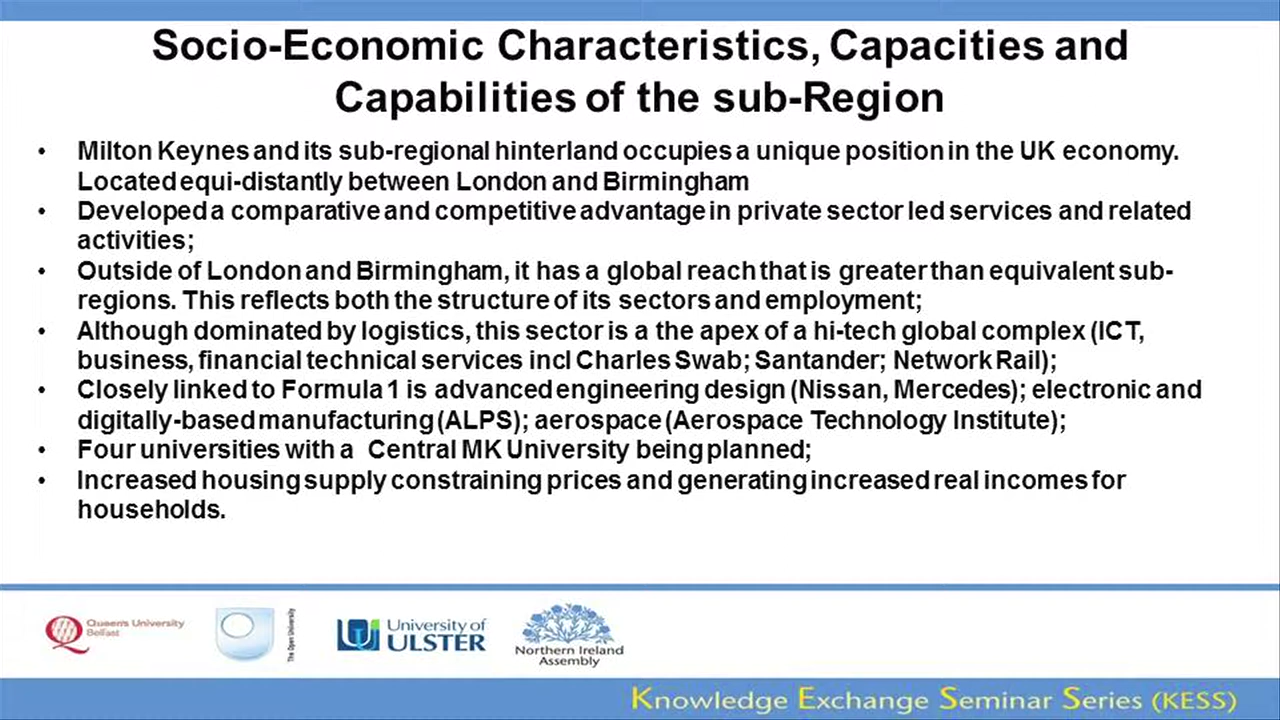 Socio-Economic Characteristics, Capacities and
Capabilities of the sub-Region
• Milton Keynes and its sub-regional hinterland occupies a unique position in the UK economy.
Located equi-distantly between London and Birmingham
• Developed a comparative and competitive advantage in private sector led services and related
activities;
• Outside of London and Birmingham, it has a global reach that is greater than equivalent sub-
regions. This reflects both the structure of its sectors and employment;
• Although dominated by logistics, this sector is a the apex of a hi-tech global complex (ICT,
business, financial technical services incl Charles Swab; Santander; Network Rail);
• Closely linked to Formula 1 is advanced engineering design (Nissan, Mercedes); electronic and
digitally-based manufacturing (ALPS); aerospace (Aerospace Technology Institute);
• Four universities with a Central MK University being planned;
• Increased housing supply constraining prices and generating increased real incomes for
households.
Queen's University
Belfast
The Open University
University of
ULSTER
Northern Ireland
Assembly
Knowledge Exchange Seminar Series (KESS)